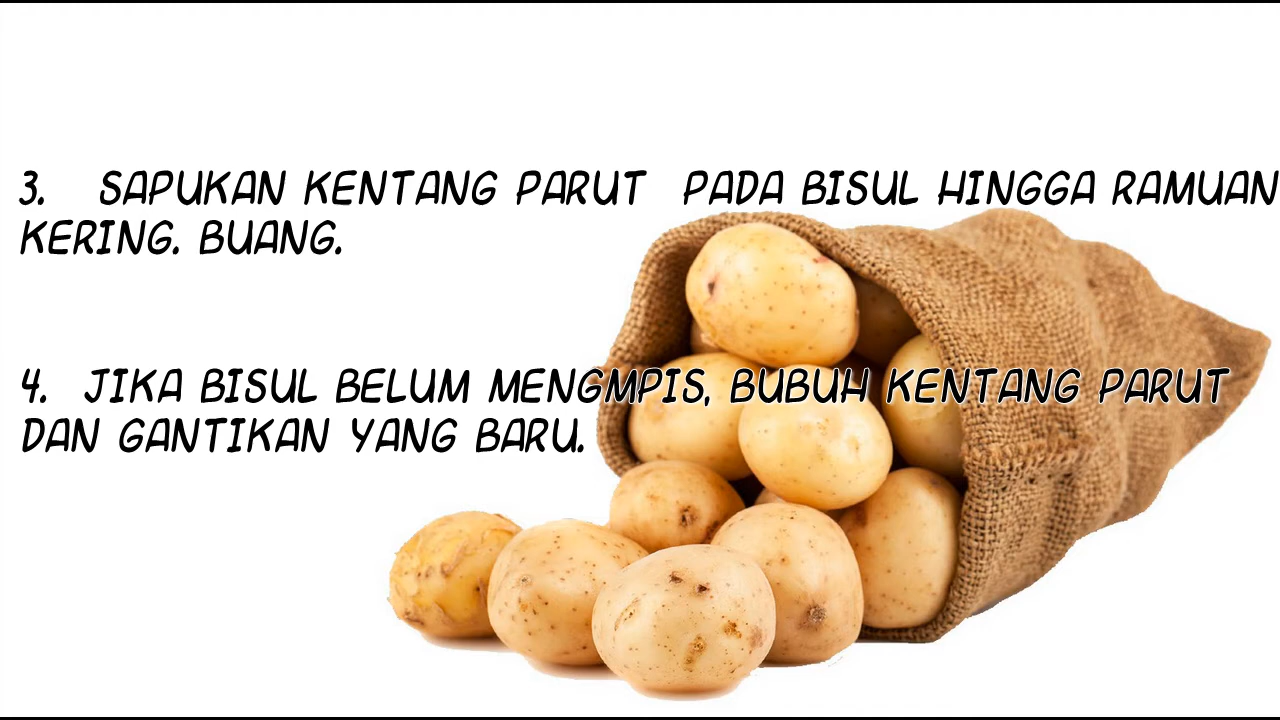 3. SAPUKAN KENTANG PARUT PADA BISUL HINGGA RAMUAN
KERING. BUANG.
4. JIKA BISUL BELUM MENGMPIS, BUBUH KENTANG PARUT
DAN GANTIKAN YANG BARU.